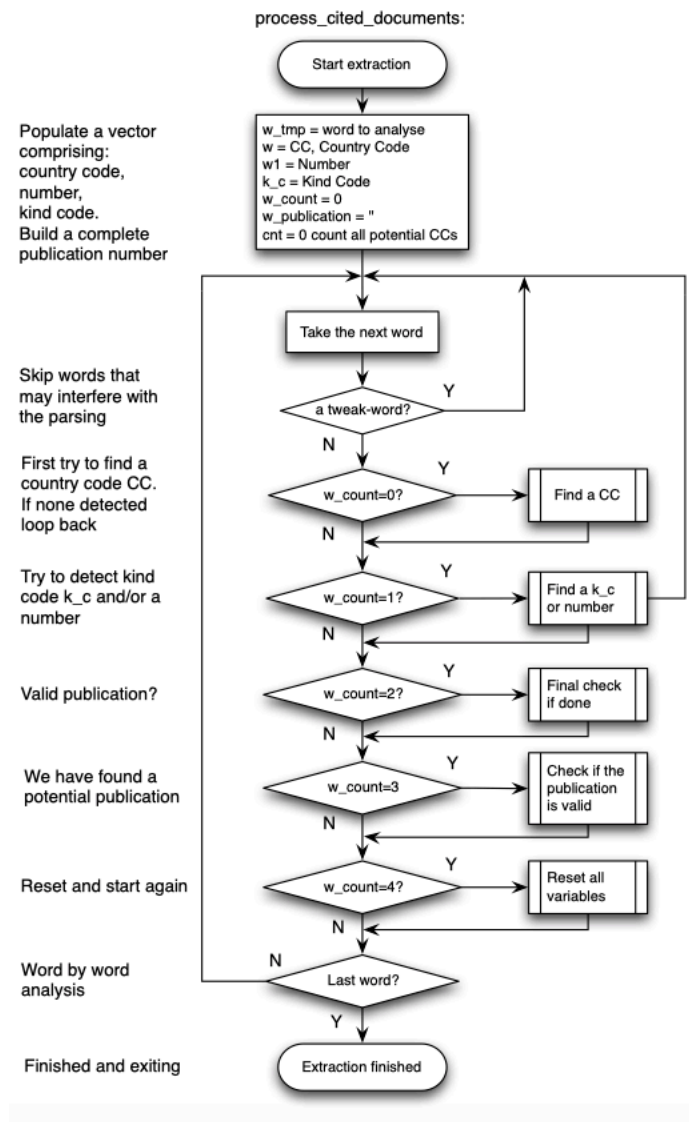 process_cited_documents:
Start extraction
Populate a vector
comprising:
country code,
number,
kind code.
Build a complete
publication number
w_tmp = word to analyse
w = CC, Country Code
w1 = Number
k_c = Kind Code
w_count = 0
w_publication = "
cnt = 0 count all potential CCs
Take the next word
Skip words that
may interfere with
the parsing
a tweak-word?
Y
N
First try to find a
country code CC.
If none detected
loop back
w_count=0?
Y
Find a CC
N
Try to detect kind
code k_c and/or a
number
w_count=1?
Y
Find a k_c
or number
N
Valid publication?
w_count=2?
Y
Final check
if done
N
We have found a
potential publication
w_count=3
Y
Check if the
publication
is valid
N
Reset and start again
w_count=4?
Y
Reset all
variables
N
Word by word
analysis
N
Last word?
Y
Finished and exiting
Extraction finished